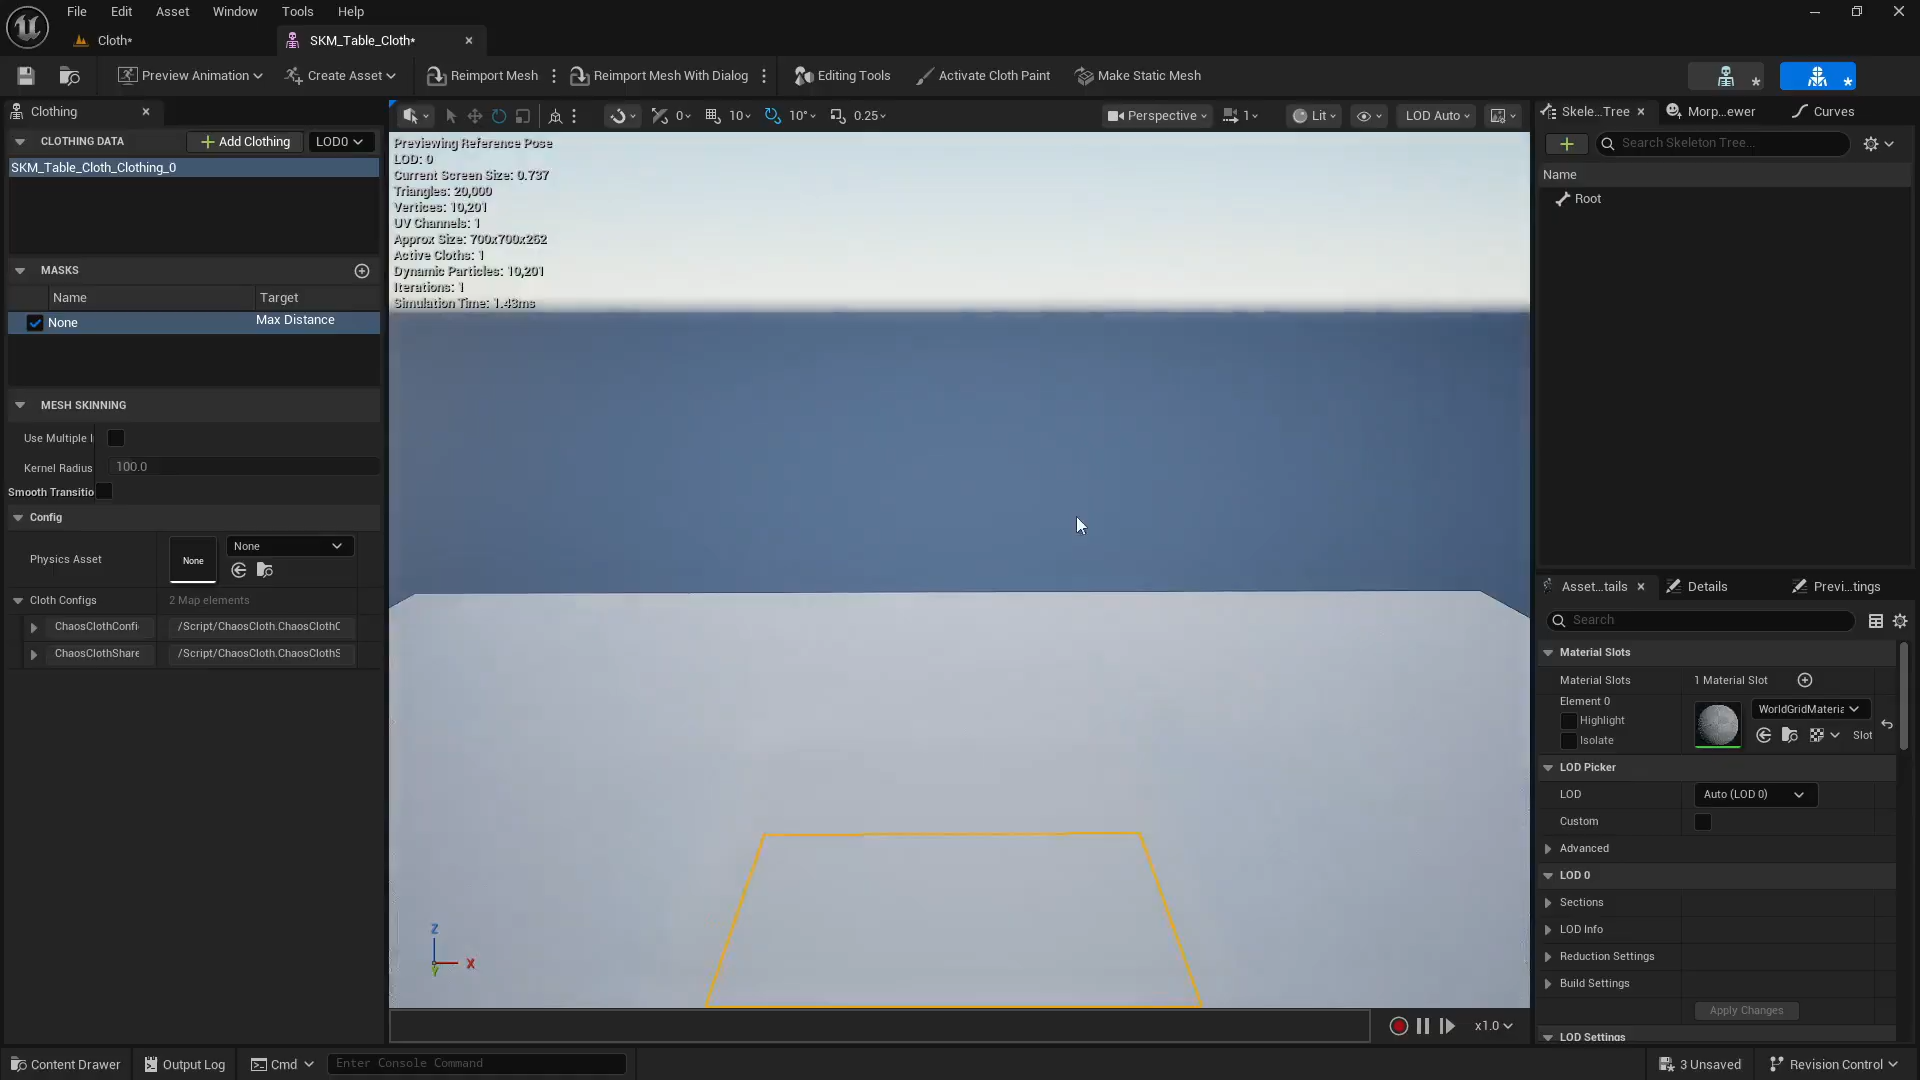 File Edit Asset Window Tools Help
Cloth*
SKM_Table_Cloth*
Preview Animation
Create Asset
Reimport Mesh
Reimport Mesh With Dialog
Editing Tools
Activate Cloth Paint
Make Static Mesh
Clothing
CLOTHING DATA
Add Clothing
LOD0
SKM_Table_Cloth_Clothing_0
MASKS
Name Target
None Max Distance
MESH SKINNING
Use Multiple I
Kernel Radius 100.0
Smooth Transitio
Config
Physics Asset
None
None
Cloth Configs 2 Map elements
ChaosClothConfi /Script/ChaosCloth.ChaosClothC
ChaosClothShare /Script/ChaosCloth.ChaosClothS
0 10 10° 0.25
Perspective 1 Lit LOD Auto
Previewing Reference Pose
LOD: 0
Current Screen Size: 0.737
Triangles: 20,000
Vertices: 10,201
UV Channels: 1
Approx Size: 700x700x262
Active Cloths: 1
Dynamic Particles: 10,201
Iterations: 1
Simulation Time: 1.43ms
Z
X
Y
x1.0
Skele...Tree
Morp...ewer
Curves
Search Skeleton Tree...
Name
Root
Asset...tails
Details
Previ...tings
Search
Material Slots
Material Slots 1 Material Slot
Element 0
Highlight
Isolate
WorldGridMateria
Slot
LOD Picker
LOD Auto (LOD 0)
Custom
Advanced
LOD 0
Sections
LOD Info
Reduction Settings
Build Settings
Apply Changes
LOD Settings
Content Drawer
Output Log
Cmd
Enter Console Command
3 Unsaved
Revision Control